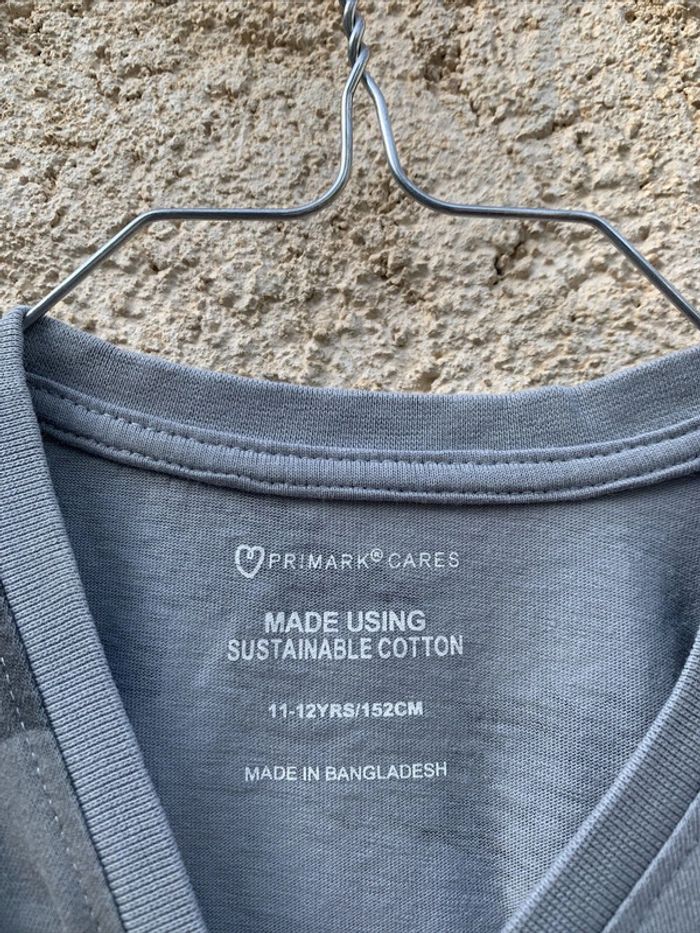 PRIMARK® CARES
MADE USING
SUSTAINABLE COTTON
11-12YRS/152CM
MADE IN BANGLADESH